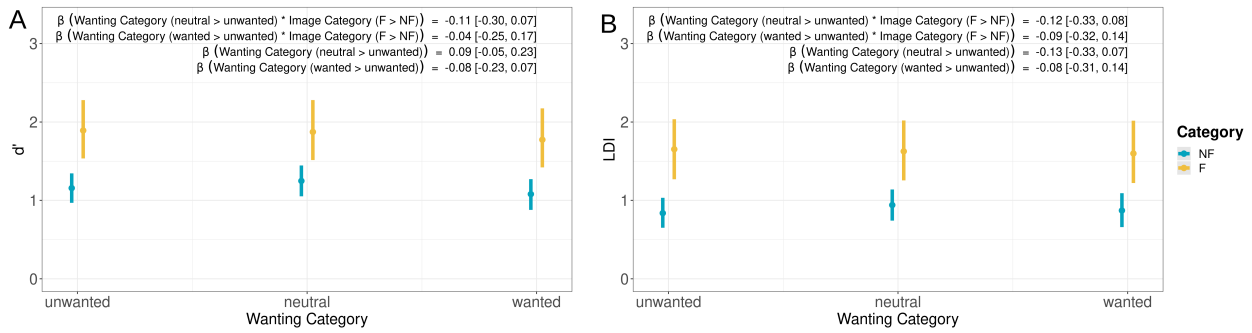 A
β (Wanting Category (neutral > unwanted) * Image Category (F > NF)) = -0.11 [-0.30, 0.07]
β (Wanting Category (wanted > unwanted) * Image Category (F > NF)) = -0.04 [-0.25, 0.17]
β (Wanting Category (neutral > unwanted)) = 0.09 [-0.05, 0.23]
β (Wanting Category (wanted > unwanted)) = -0.08 [-0.23, 0.07]
3
2
1
0
d'
unwanted
neutral
wanted
Wanting Category
B
β (Wanting Category (neutral > unwanted) * Image Category (F > NF)) = -0.12 [-0.33, 0.08]
β (Wanting Category (wanted > unwanted) * Image Category (F > NF)) = -0.09 [-0.32, 0.14]
β (Wanting Category (neutral > unwanted)) = -0.13 [-0.33, 0.07]
β (Wanting Category (wanted > unwanted)) = -0.08 [-0.31, 0.14]
3
2
1
0
LDI
unwanted
neutral
wanted
Wanting Category
Category
NF
F